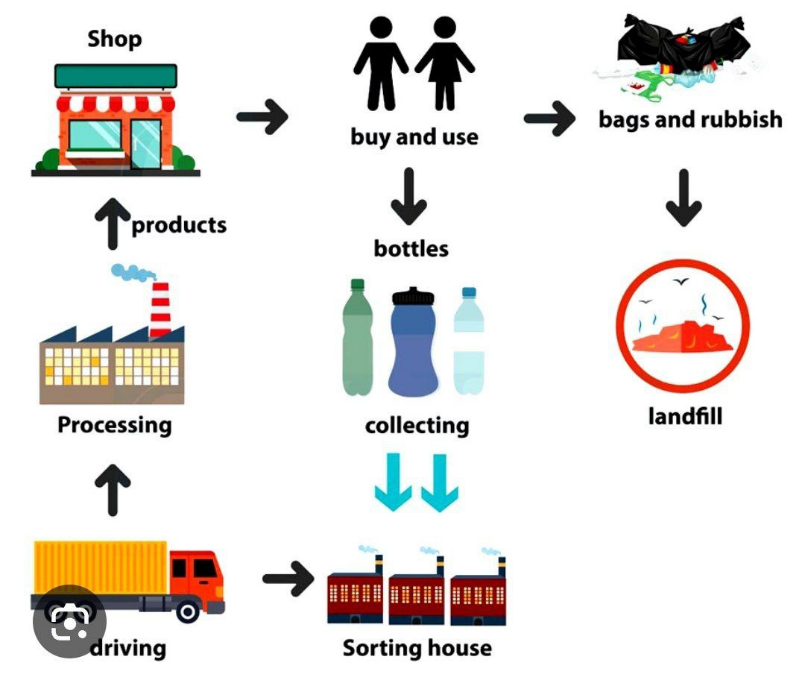 Shop
buy and use
bags and rubbish
products
bottles
Processing
collecting
landfill
driving
Sorting house